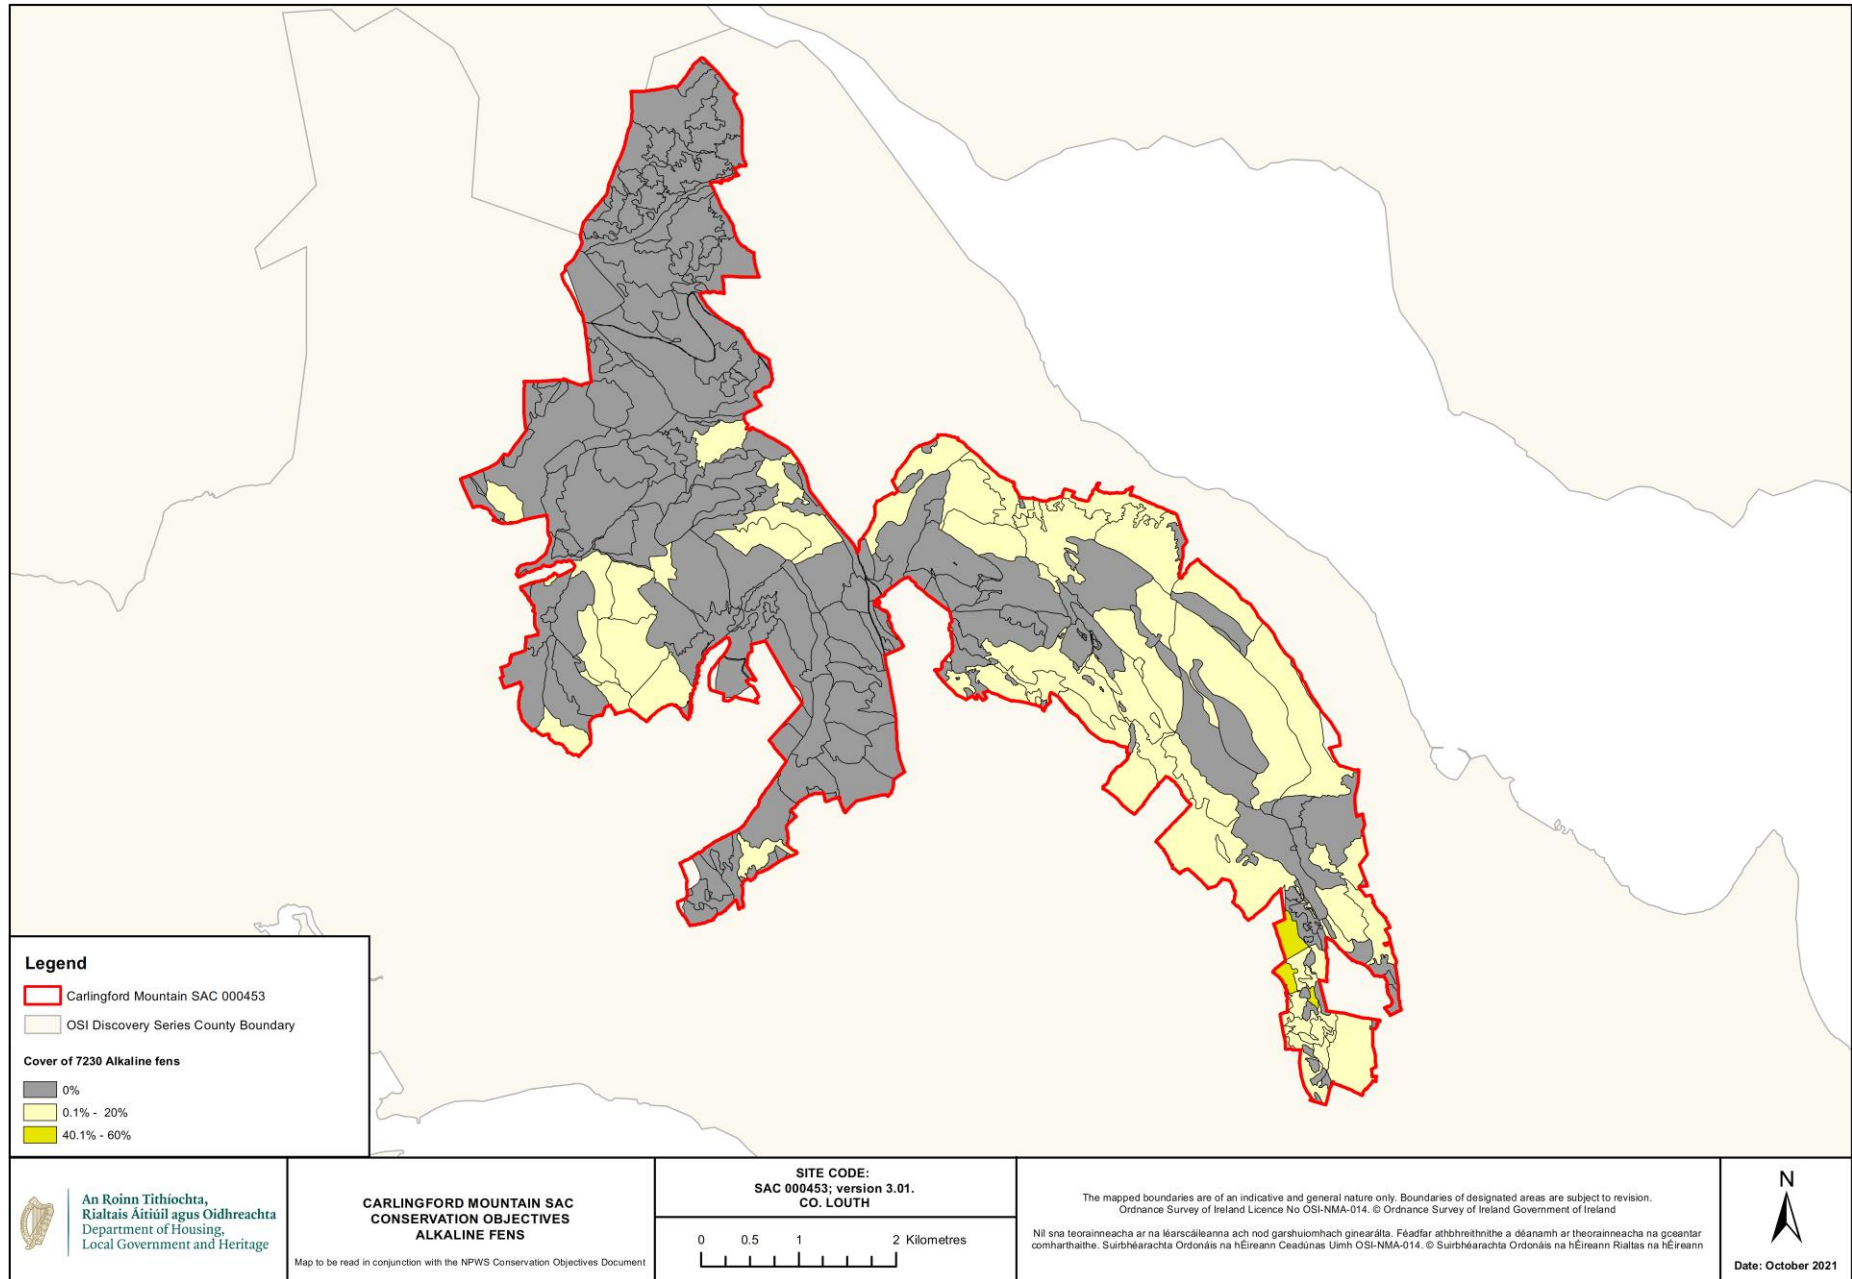 Legend
Carlingford Mountain SAC 000453
OSI Discovery Series County Boundary
Cover of 7230 Alkaline fens
0%
0.1% - 20%
40.1% - 60%
An Roinn Tithíochta,
Rialtais Áitiúil agus Oidhreachta
Department of Housing,
Local Government and Heritage
CARLINGFORD MOUNTAIN SAC
CONSERVATION OBJECTIVES
ALKALINE FENS
Map to be read in conjunction with the NPWS Conservation Objectives Document
SITE CODE:
SAC 000453; version 3.01.
CO. LOUTH
0 0.5 1 2 Kilometres
The mapped boundaries are of an indicative and general nature only. Boundaries of designated areas are subject to revision.
Ordnance Survey of Ireland Licence No OSI-NMA-014. © Ordnance Survey of Ireland Government of Ireland
Níl sna teorainneacha ar na léarscáileanna ach nod garshuiomhach ginearálta. Féadfar athbhreithnithe a déanamh ar theorainneacha na gceantar
comharthaithe. Suirbhéarachta Ordonáis na hÉireann Ceadúnas Uimh OSI-NMA-014. © Suirbhéarachta Ordonáis na hÉireann Rialtas na hÉireann
N
Date: October 2021